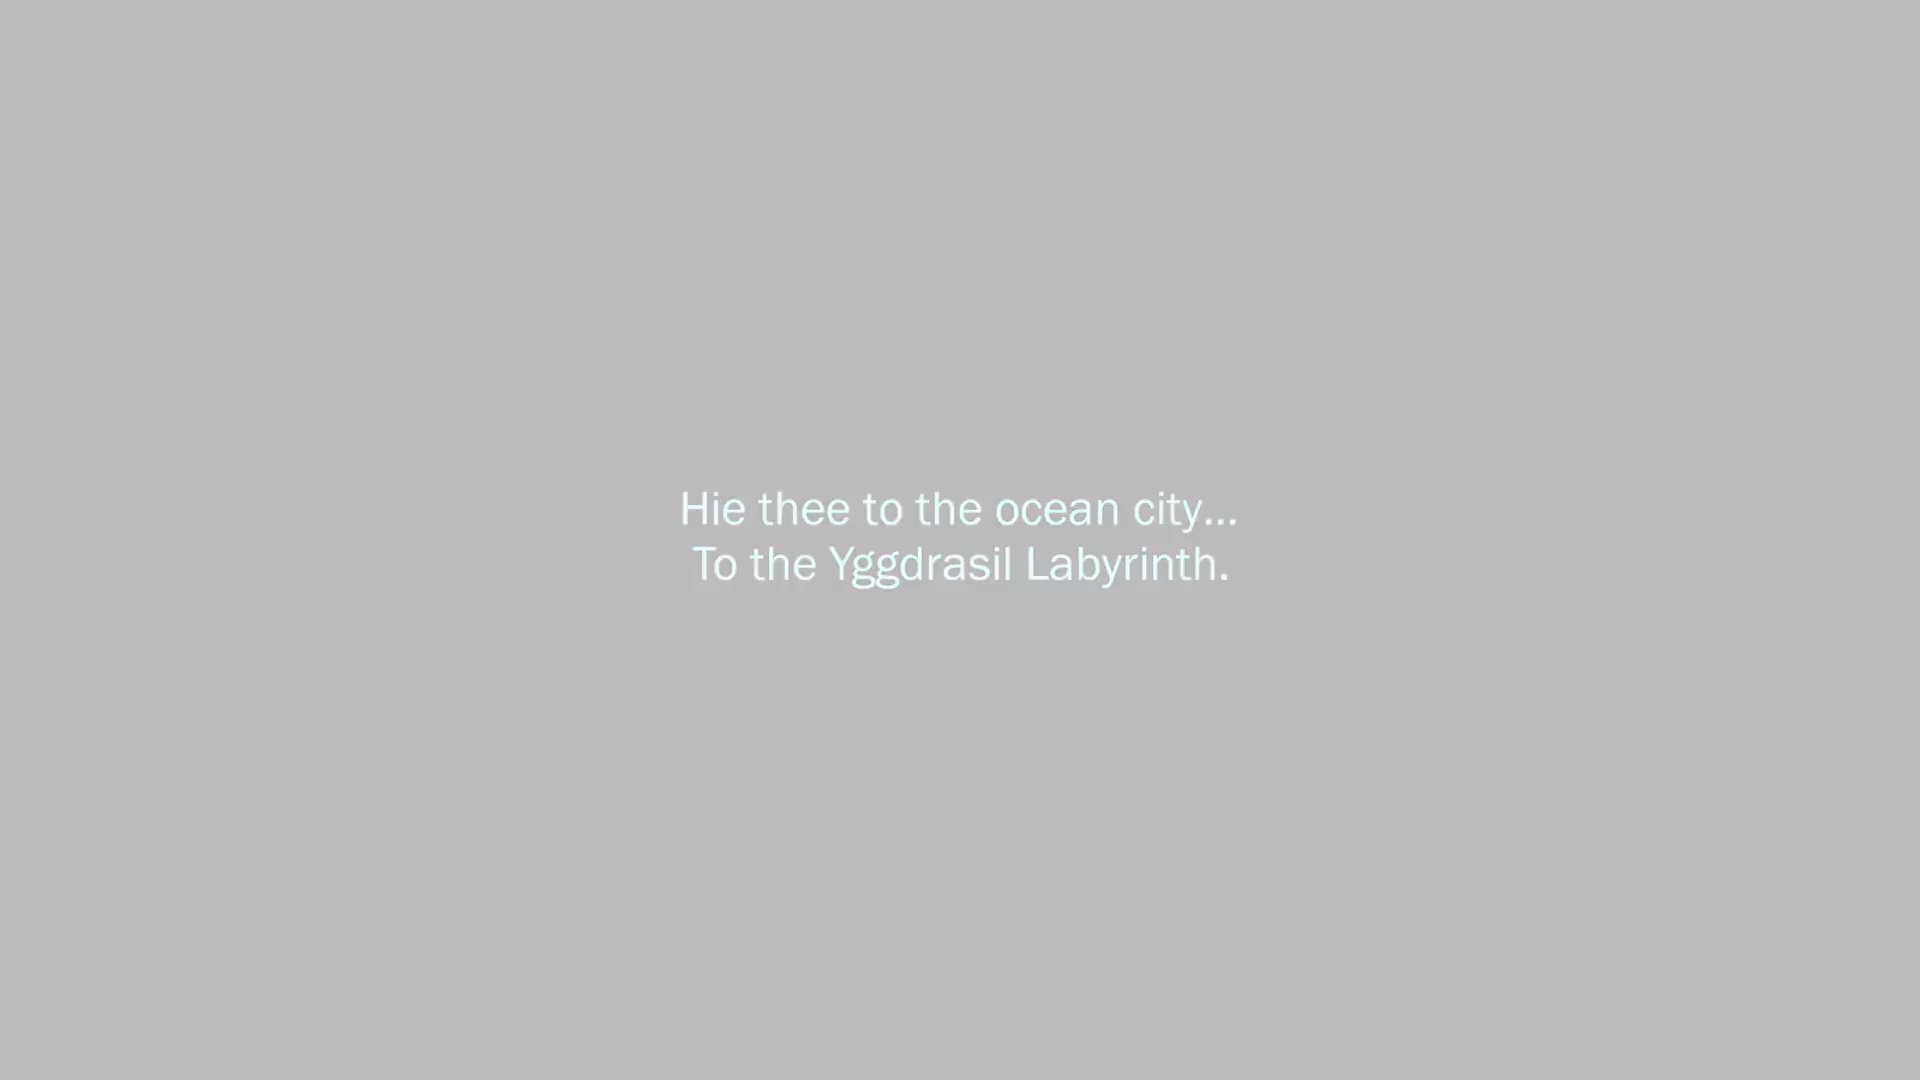 Hie thee to the ocean city...
To the Yggdrasil Labyrinth.